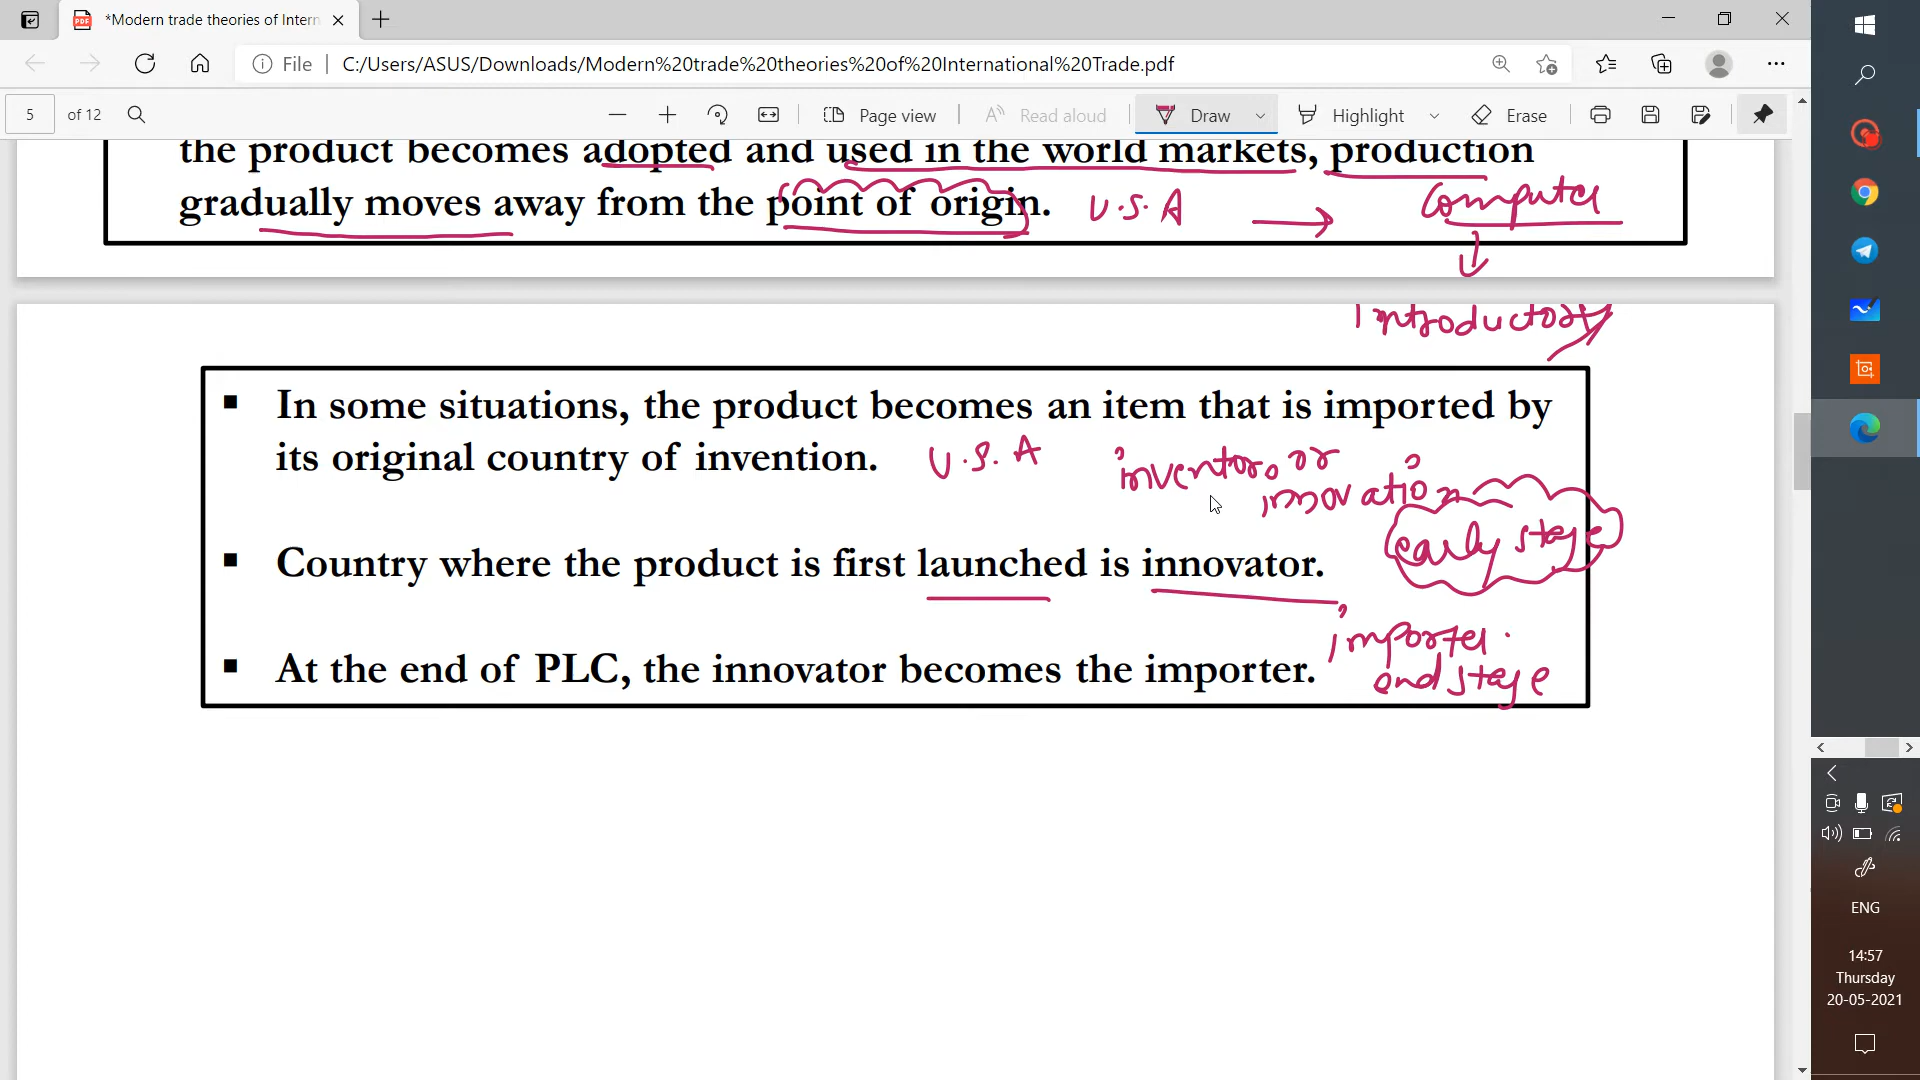 *Modern trade theories of Intern
File
C:/Users/ASUS/Downloads/Modern%20trade%20theories%20of%20International%20Trade.pdf
5 of 12
Page view
Read aloud
Draw
Highlight
Erase
the product becomes adopted and used in the world markets, production
gradually moves away from the point of origin. U.S.A → Computer
Introductory
▪ In some situations, the product becomes an item that is imported by
its original country of invention. U.S.A inventor or
innovation
early stage
▪ Country where the product is first launched is innovator.
importer.
▪ At the end of PLC, the innovator becomes the importer. end stage
ENG
14:57
Thursday
20-05-2021